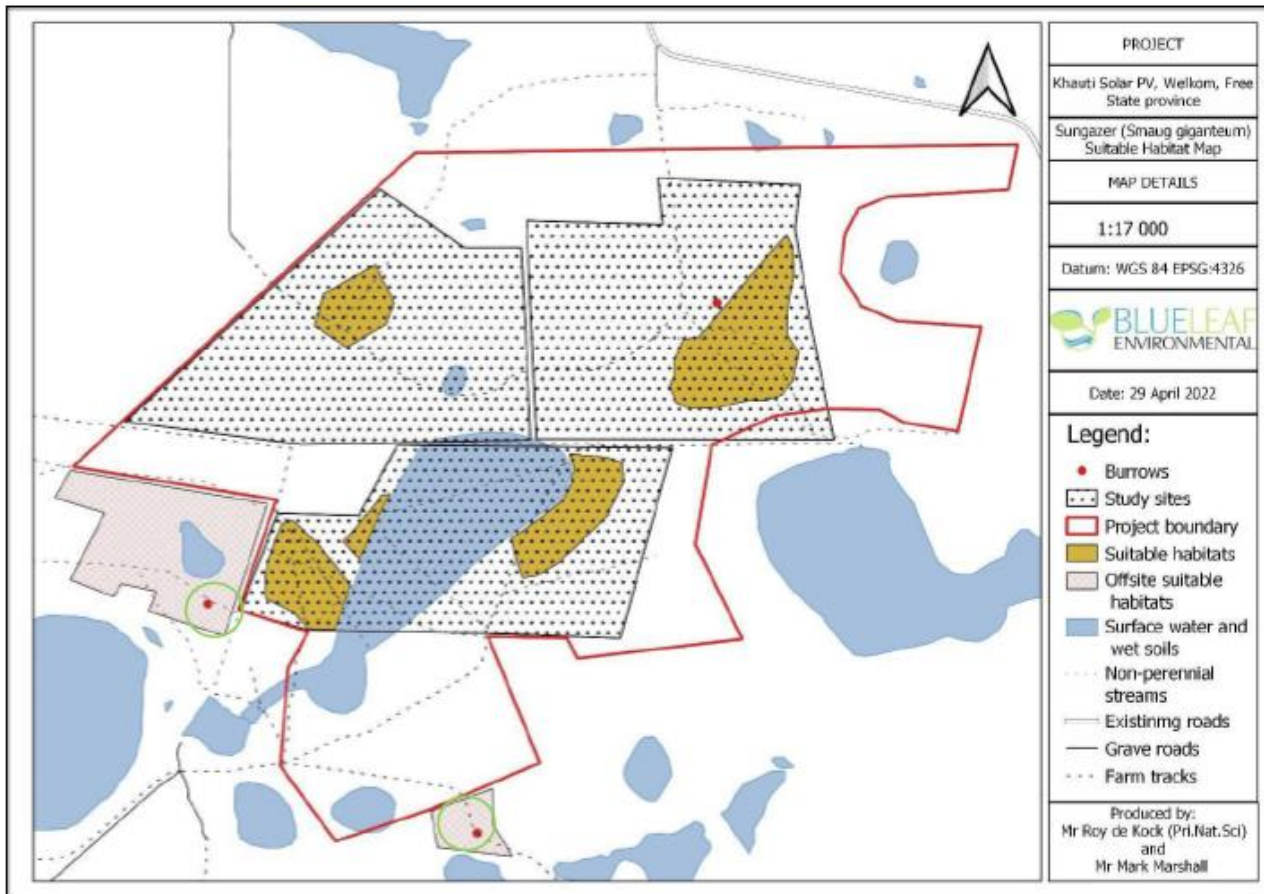 PROJECT
Khauti Solar PV, Welkom, Free
State province
Sungazer (Smaug giganteum)
Suitable Habitat Map
MAP DETAILS
1:17 000
Datum: WGS 84 EPSG:4326
BLUELEAF
ENVIRONMENTAL
Date: 29 April 2022
Legend:
Burrows
Study sites
Project boundary
Suitable habitats
Offsite suitable
habitats
Surface water and
wet soils
Non-perennial
streams
Existinmg roads
Grave roads
Farm tracks
Produced by:
Mr Roy de Kock (Pri.Nat.Sci)
and
Mr Mark Marshall